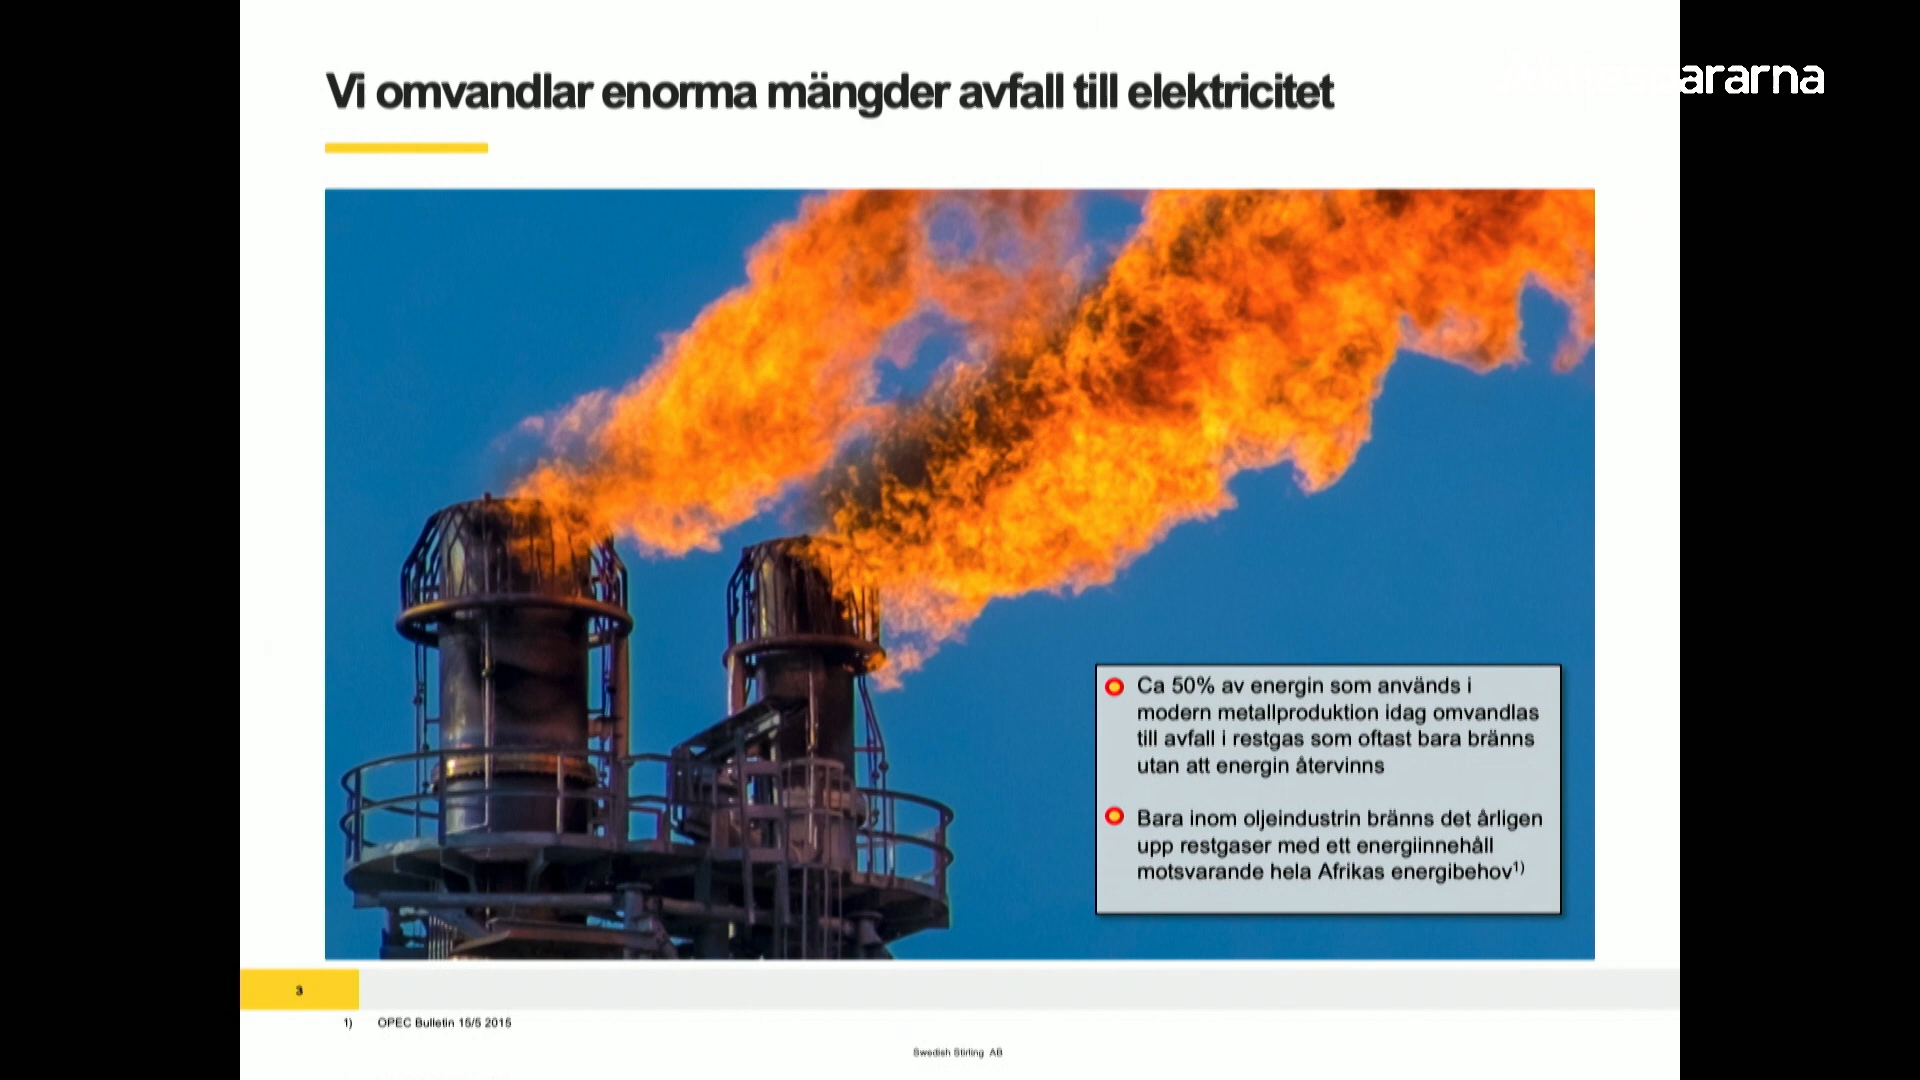 Vi omvandlar enorma mängder avfall till elektricitet
ararna
Ca 50% av energin som används i
modern metallproduktion idag omvandlas
till avfall i restgas som oftast bara bränns
utan att energin återvinns
Bara inom oljeindustrin bränns det årligen
upp restgaser med ett energiinnehåll
motsvarande hela Afrikas energibehov1)
3
1) OPEC Bulletin 15/5 2015
Swedish Stirling AB